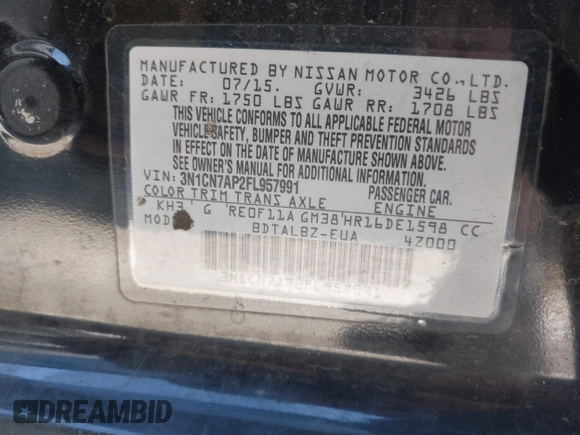 MANUFACTURED BY NISSAN MOTOR CO., LTD.
DATE: 07/15. GVWR: 3426 LBS
GAWR FR: 1750 LBS GAWR RR: 1708 LBS
THIS VEHICLE CONFORMS TO ALL APPLICABLE FEDERAL MOTOR
VEHICLE SAFETY, BUMPER AND THEFT PREVENTION STANDARDS
IN EFFECT ON THE DATE OF MANUFACTURE SHOWN ABOVE.
SEE OWNER'S MANUAL FOR ADDITIONAL INFORMATION.
VIN: 3N1CN7AP2FL957991 PASSENGER CAR.
COLOR TRIM TRANS AXLE ENGINE
KH3' G RE0F11A GM38'HR16DE1598 CC
BDTALBZ-EUA 4Z000
3N1CN7AP2FL957991
DREAMBID